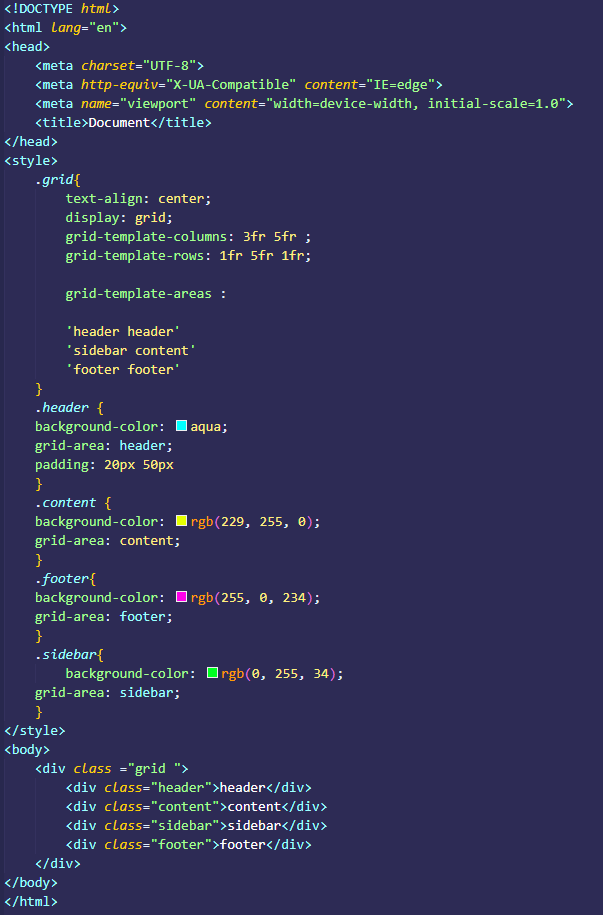 <!DOCTYPE html>
<html lang="en">
<head>
    <meta charset="UTF-8">
    <meta http-equiv="X-UA-Compatible" content="IE=edge">
    <meta name="viewport" content="width=device-width, initial-scale=1.0">
    <title>Document</title>
</head>
<style>
    .grid{
        text-align: center;
        display: grid;
        grid-template-columns: 3fr 5fr ;
        grid-template-rows: 1fr 5fr 1fr;

        grid-template-areas :

        'header header'
        'sidebar content'
        'footer footer'
    }
    .header {
    background-color: aqua;
    grid-area: header;
    padding: 20px 50px
    }
    .content {
    background-color: rgb(229, 255, 0);
    grid-area: content;
    }
    .footer{
    background-color: rgb(255, 0, 234);
    grid-area: footer;
    }
    .sidebar{
        background-color: rgb(0, 255, 34);
    grid-area: sidebar;
    }
</style>
<body>
    <div class ="grid ">
        <div class="header">header</div>
        <div class="content">content</div>
        <div class="sidebar">sidebar</div>
        <div class="footer">footer</div>
    </div>
</body>
</html>